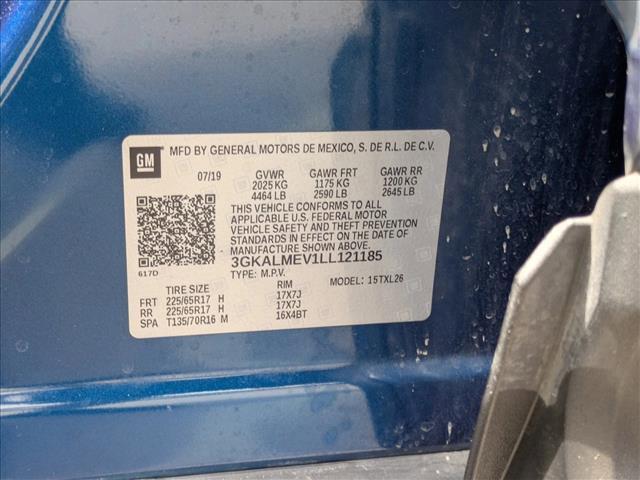 GM
MFD BY GENERAL MOTORS DE MEXICO, S. DE R.L. DE C.V.
07/19 GVWR GAWR FRT GAWR RR
2025 KG 1175 KG 1200 KG
4464 LB 2590 LB 2645 LB
THIS VEHICLE CONFORMS TO ALL
APPLICABLE U.S. FEDERAL MOTOR
VEHICLE SAFETY AND THEFT PREVENTION
STANDARDS IN EFFECT ON THE DATE OF
MANUFACTURE SHOWN ABOVE.
617D 3GKALMEV1LL121185
TYPE: M.P.V. MODEL: 15TXL26
TIRE SIZE RIM
FRT 225/65R17 H 17X7J
RR 225/65R17 H 17X7J
SPA T135/70R16 M 16X4BT